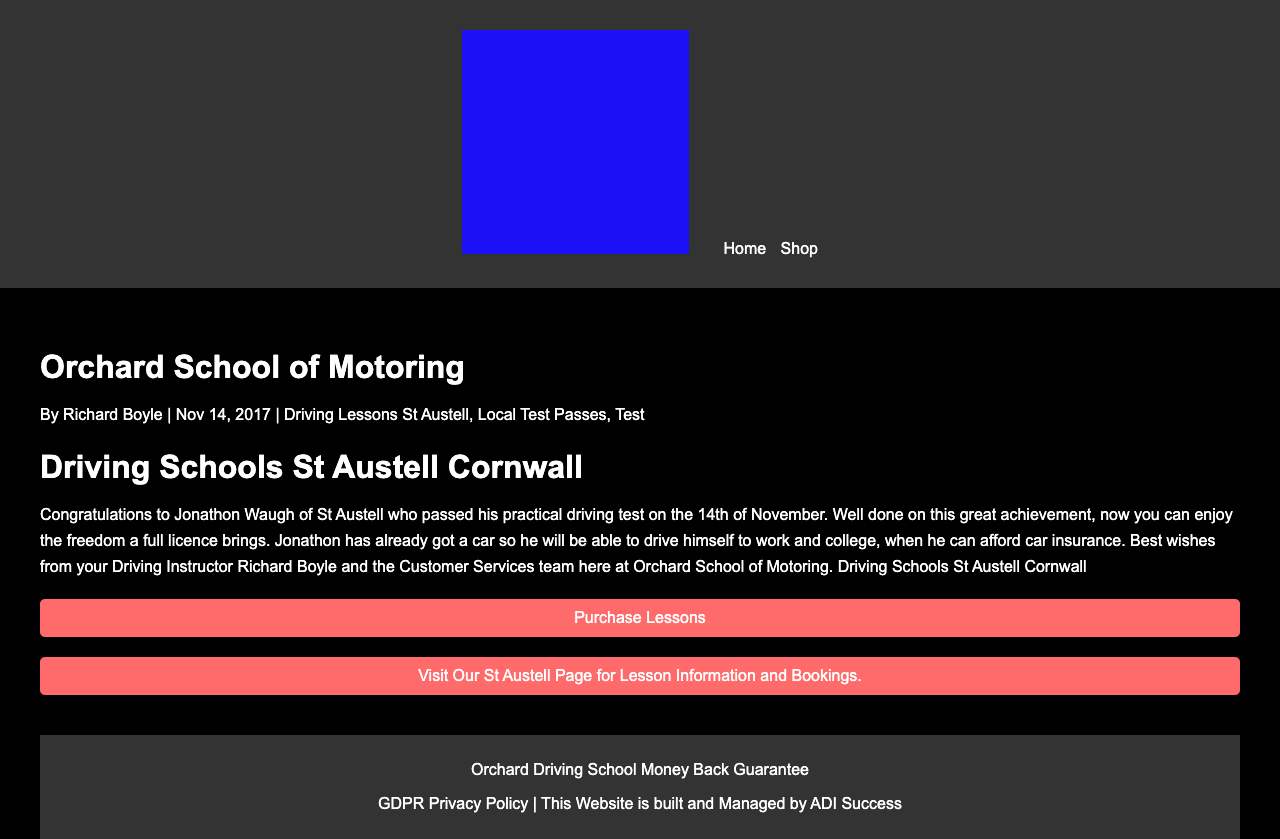 Home Shop
Orchard School of Motoring
By Richard Boyle | Nov 14, 2017 | Driving Lessons St Austell, Local Test Passes, Test
Driving Schools St Austell Cornwall
Congratulations to Jonathon Waugh of St Austell who passed his practical driving test on the 14th of November. Well done on this great achievement, now you can enjoy
the freedom a full licence brings. Jonathon has already got a car so he will be able to drive himself to work and college, when he can afford car insurance. Best wishes
from your Driving Instructor Richard Boyle and the Customer Services team here at Orchard School of Motoring. Driving Schools St Austell Cornwall
Purchase Lessons
Visit Our St Austell Page for Lesson Information and Bookings.
Orchard Driving School Money Back Guarantee
GDPR Privacy Policy | This Website is built and Managed by ADI Success